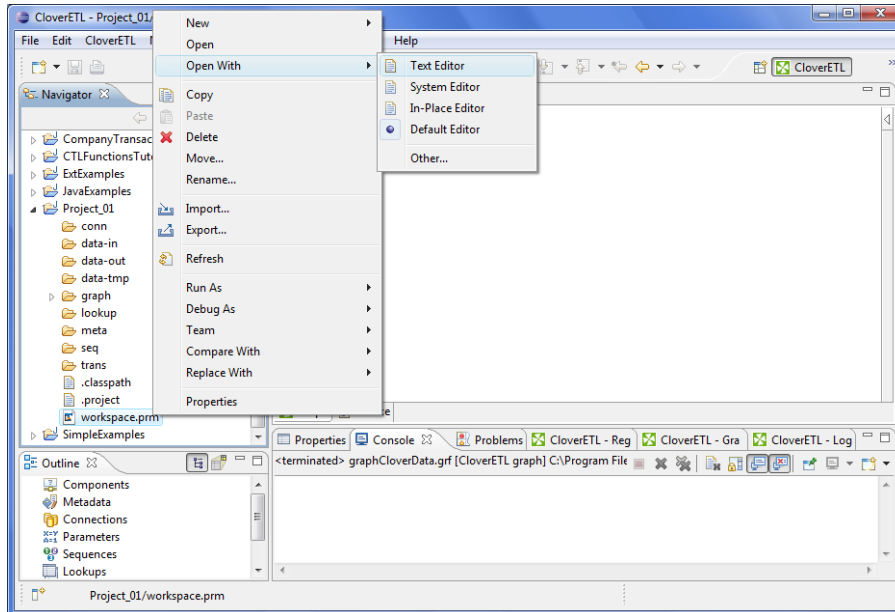 CloverETL - Project_01/
File Edit CloverETL Help
New
Open
Open With
Copy
Paste
Delete
Move...
Rename...
Import...
Export...
Refresh
Run As
Debug As
Team
Compare With
Replace With
Properties
Text Editor
System Editor
In-Place Editor
Default Editor
Other...
CloverETL
Navigator
CompanyTransac
CTLFunctionsTut
ExtExamples
JavaExamples
Project_01
conn
data-in
data-out
data-tmp
graph
lookup
meta
seq
trans
.classpath
.project
workspace.prm
SimpleExamples
Properties Console Problems CloverETL - Reg CloverETL - Gra CloverETL - Log
<terminated> graphCloverData.grf [CloverETL graph] C:\Program File
Outline
Components
Metadata
Connections
Parameters
Sequences
Lookups
Project_01/workspace.prm